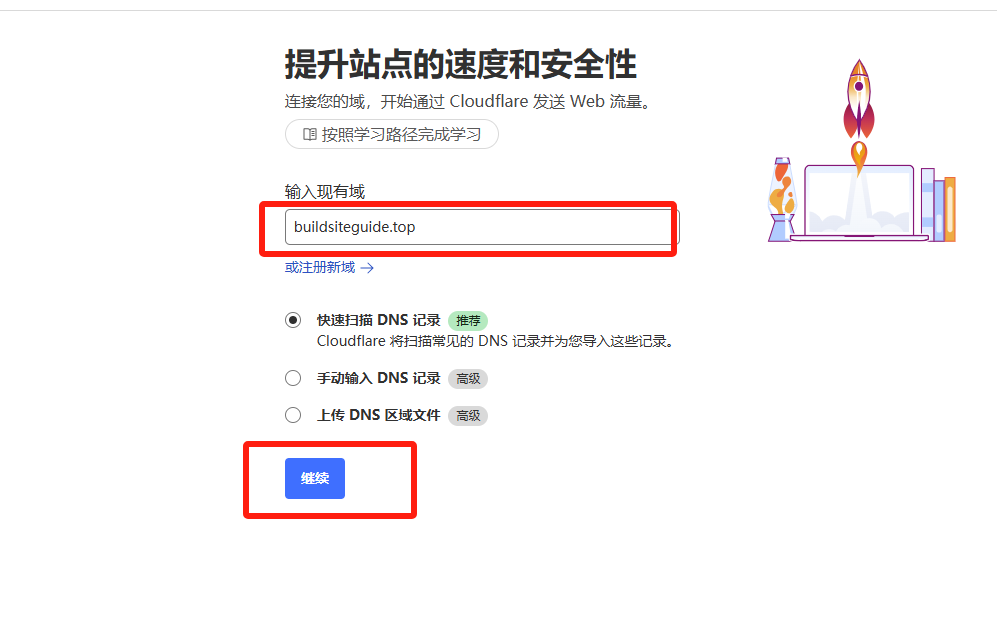 提升站点的速度和安全性
连接您的域，开始通过 Cloudflare 发送 Web 流量。
按照学习路径完成学习
输入现有域
buildsiteguide.top
或注册新域 →
快速扫描 DNS 记录 推荐
Cloudflare 将扫描常见的 DNS 记录并为您导入这些记录。
手动输入 DNS 记录 高级
上传 DNS 区域文件 高级
继续